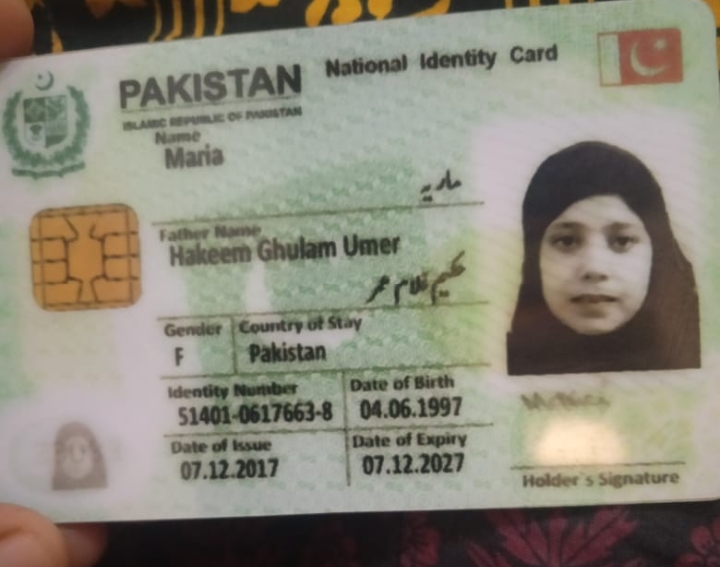 PAKISTAN National Identity Card
ISLAMIC REPUBLIC OF PAKISTAN
Name
Maria
ماریہ
Father Name
Hakeem Ghulam Umer
حکیم غلام عمر
Gender Country of Stay
F Pakistan
Identity Number Date of Birth
51401-0617663-8 04.06.1997
Date of Issue Date of Expiry
07.12.2017 07.12.2027
Holder's Signature